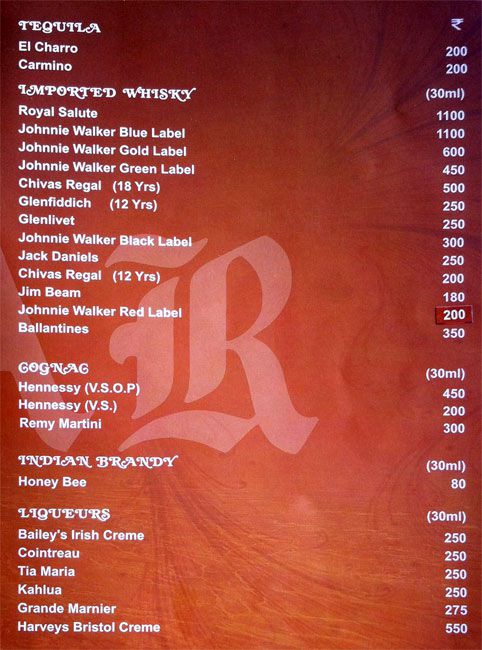 TEQUILA ₹
El Charro 200
Carmino 200
IMPORTED WHISKY (30ml)
Royal Salute 1100
Johnnie Walker Blue Label 1100
Johnnie Walker Gold Label 600
Johnnie Walker Green Label 450
Chivas Regal (18 Yrs) 500
Glenfiddich (12 Yrs) 250
Glenlivet 250
Johnnie Walker Black Label 300
Jack Daniels 250
Chivas Regal (12 Yrs) 200
Jim Beam 180
Johnnie Walker Red Label 200
Ballantines 350
COGNAC (30ml)
Hennessy (V.S.O.P) 450
Hennessy (V.S.) 200
Remy Martini 300
INDIAN BRANDY (30ml)
Honey Bee 80
LIQUEURS (30ml)
Bailey's Irish Creme 250
Cointreau 250
Tia Maria 250
Kahlua 250
Grande Marnier 275
Harveys Bristol Creme 550
R